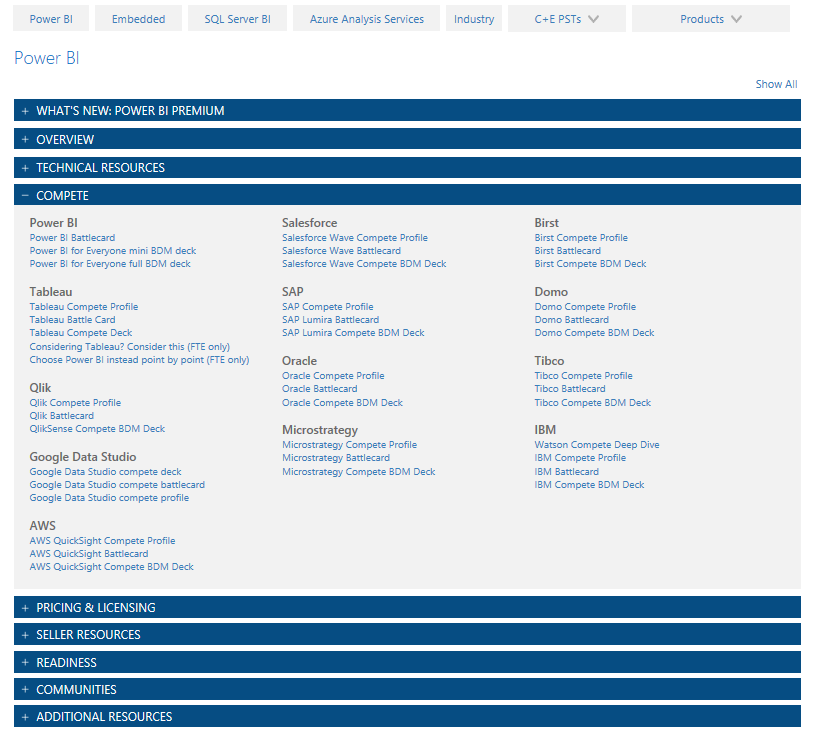 Power BI
Embedded
SQL Server BI
Azure Analysis Services
Industry
C+E PSTs
Products
Power BI
Show All
+ WHAT'S NEW: POWER BI PREMIUM
+ OVERVIEW
+ TECHNICAL RESOURCES
− COMPETE
Power BI
Power BI Battlecard
Power BI for Everyone mini BDM deck
Power BI for Everyone full BDM deck
Tableau
Tableau Compete Profile
Tableau Battle Card
Tableau Compete Deck
Considering Tableau? Consider this (FTE only)
Choose Power BI instead point by point (FTE only)
Qlik
Qlik Compete Profile
Qlik Battlecard
QlikSense Compete BDM Deck
Google Data Studio
Google Data Studio compete deck
Google Data Studio compete battlecard
Google Data Studio compete profile
AWS
AWS QuickSight Compete Profile
AWS QuickSight Battlecard
AWS QuickSight Compete BDM Deck
Salesforce
Salesforce Wave Compete Profile
Salesforce Wave Battlecard
Salesforce Wave Compete BDM Deck
SAP
SAP Compete Profile
SAP Lumira Battlecard
SAP Lumira Compete BDM Deck
Oracle
Oracle Compete Profile
Oracle Battlecard
Oracle Compete BDM Deck
Microstrategy
Microstrategy Compete Profile
Microstrategy Battlecard
Microstrategy Compete BDM Deck
Birst
Birst Compete Profile
Birst Battlecard
Birst Compete BDM Deck
Domo
Domo Compete Profile
Domo Battlecard
Domo Compete BDM Deck
Tibco
Tibco Compete Profile
Tibco Battlecard
Tibco Compete BDM Deck
IBM
Watson Compete Deep Dive
IBM Compete Profile
IBM Battlecard
IBM Compete BDM Deck
+ PRICING & LICENSING
+ SELLER RESOURCES
+ READINESS
+ COMMUNITIES
+ ADDITIONAL RESOURCES